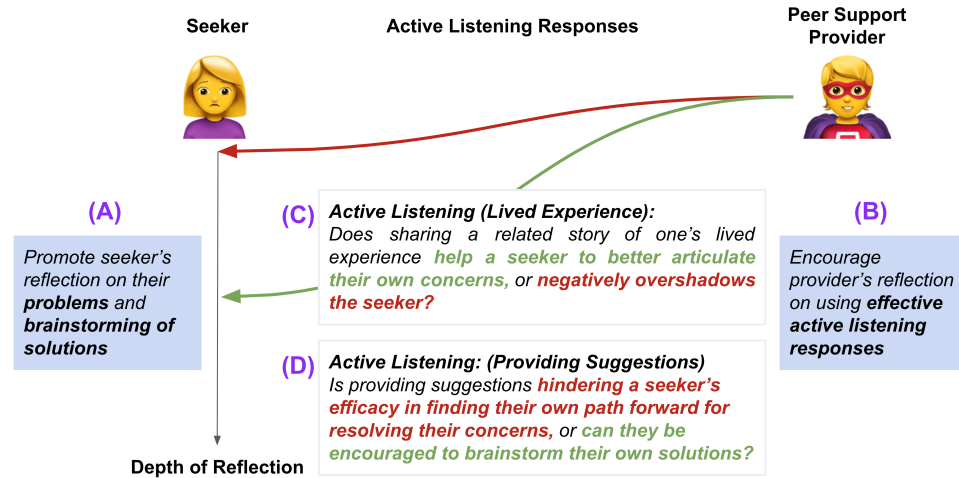 Seeker
Active Listening Responses
Peer Support
Provider
(A)
Promote seeker’s
reflection on their
problems and
brainstorming of
solutions
(C)
Active Listening (Lived Experience):
Does sharing a related story of one’s lived
experience help a seeker to better articulate
their own concerns, or negatively overshadows
the seeker?
(B)
Encourage
provider’s reflection
on using effective
active listening
responses
(D)
Active Listening: (Providing Suggestions)
Is providing suggestions hindering a seeker’s
efficacy in finding their own path forward for
resolving their concerns, or can they be
encouraged to brainstorm their own solutions?
Depth of Reflection